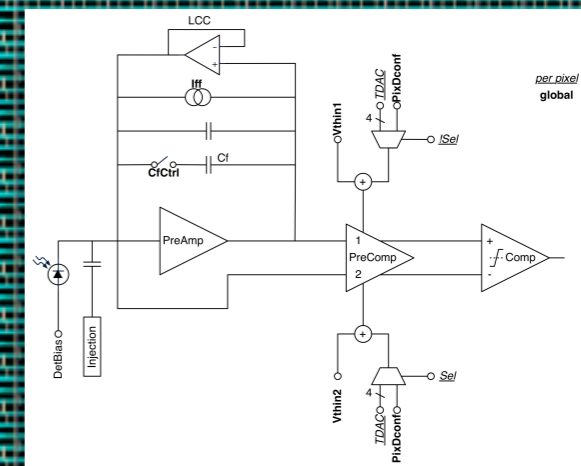 LCC
-
+
Iff
CfCtrl
Cf
PreAmp
DetBias
Injection
Vthin1
4
TDAC
PixDconf
!Sel
+
1
PreComp
2
+
Vthin2
4
TDAC
PixDconf
Sel
+
Comp
-
per pixel
global